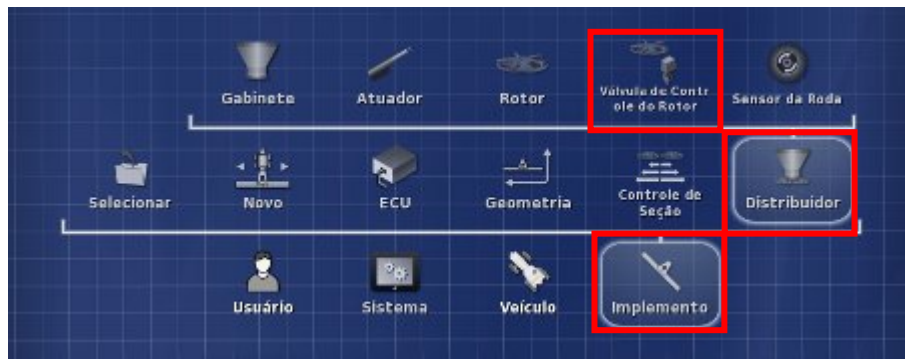 Gabinete
Atuador
Rotor
Válvula de Contr
ole do Rotor
Sensor da Roda
Selecionar
Novo
ECU
Geometria
Controle de
Seção
Distribuidor
Usuário
Sistema
Veículo
Implemento